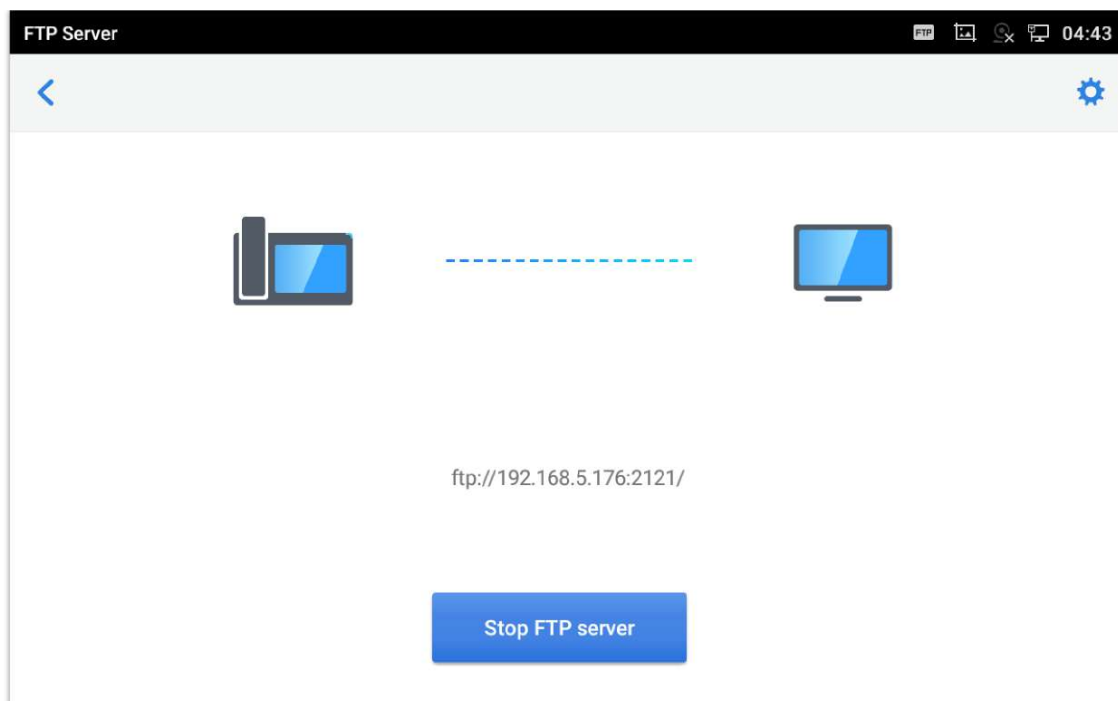 FTP Server
FTP
04:43
ftp://192.168.5.176:2121/
Stop FTP server